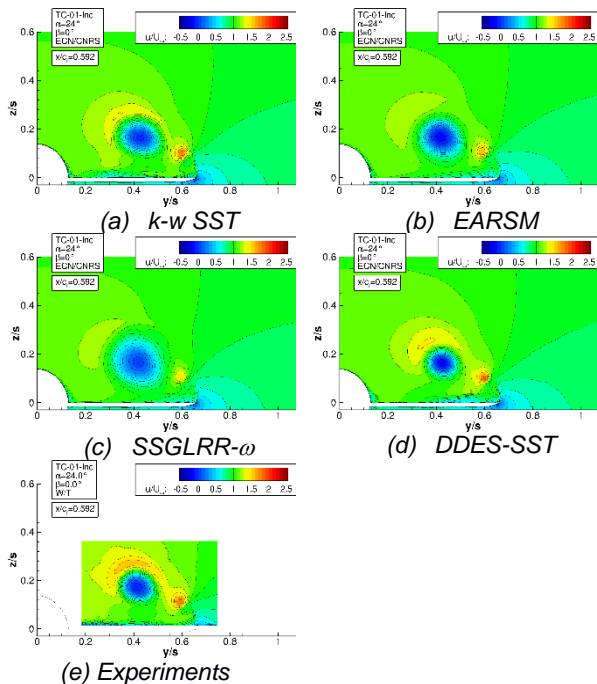 TC-01-Inc
α=24°
β=0°
ECN/CNRS
x/cᵣ=0.592
u/U∞: -0.5 0 0.5 1 1.5 2 2.5
z/s
0.6
0.4
0.2
0
0 0.2 0.4 0.6 0.8 1
y/s
(a) k-w SST
TC-01-Inc
α=24°
β=0°
ECN/CNRS
x/cᵣ=0.592
u/U∞: -0.5 0 0.5 1 1.5 2 2.5
z/s
0.6
0.4
0.2
0
0 0.2 0.4 0.6 0.8 1
y/s
(b) EARSM
TC-01-Inc
α=24°
β=0°
ECN/CNRS
x/cᵣ=0.592
u/U∞: -0.5 0 0.5 1 1.5 2 2.5
z/s
0.6
0.4
0.2
0
0 0.2 0.4 0.6 0.8 1
y/s
(c) SSGLRR-ω
TC-01-Inc
α=24°
β=0°
ECN/CNRS
x/cᵣ=0.592
u/U∞: -0.5 0 0.5 1 1.5 2 2.5
z/s
0.6
0.4
0.2
0
0 0.2 0.4 0.6 0.8 1
y/s
(d) DDES-SST
TC-01-Inc
α=24.0°
β=0.0°
W/T
x/cᵣ=0.592
u/U∞: -0.5 0 0.5 1 1.5 2 2.5
z/s
0.6
0.4
0.2
0
0 0.2 0.4 0.6 0.8 1
y/s
(e) Experiments